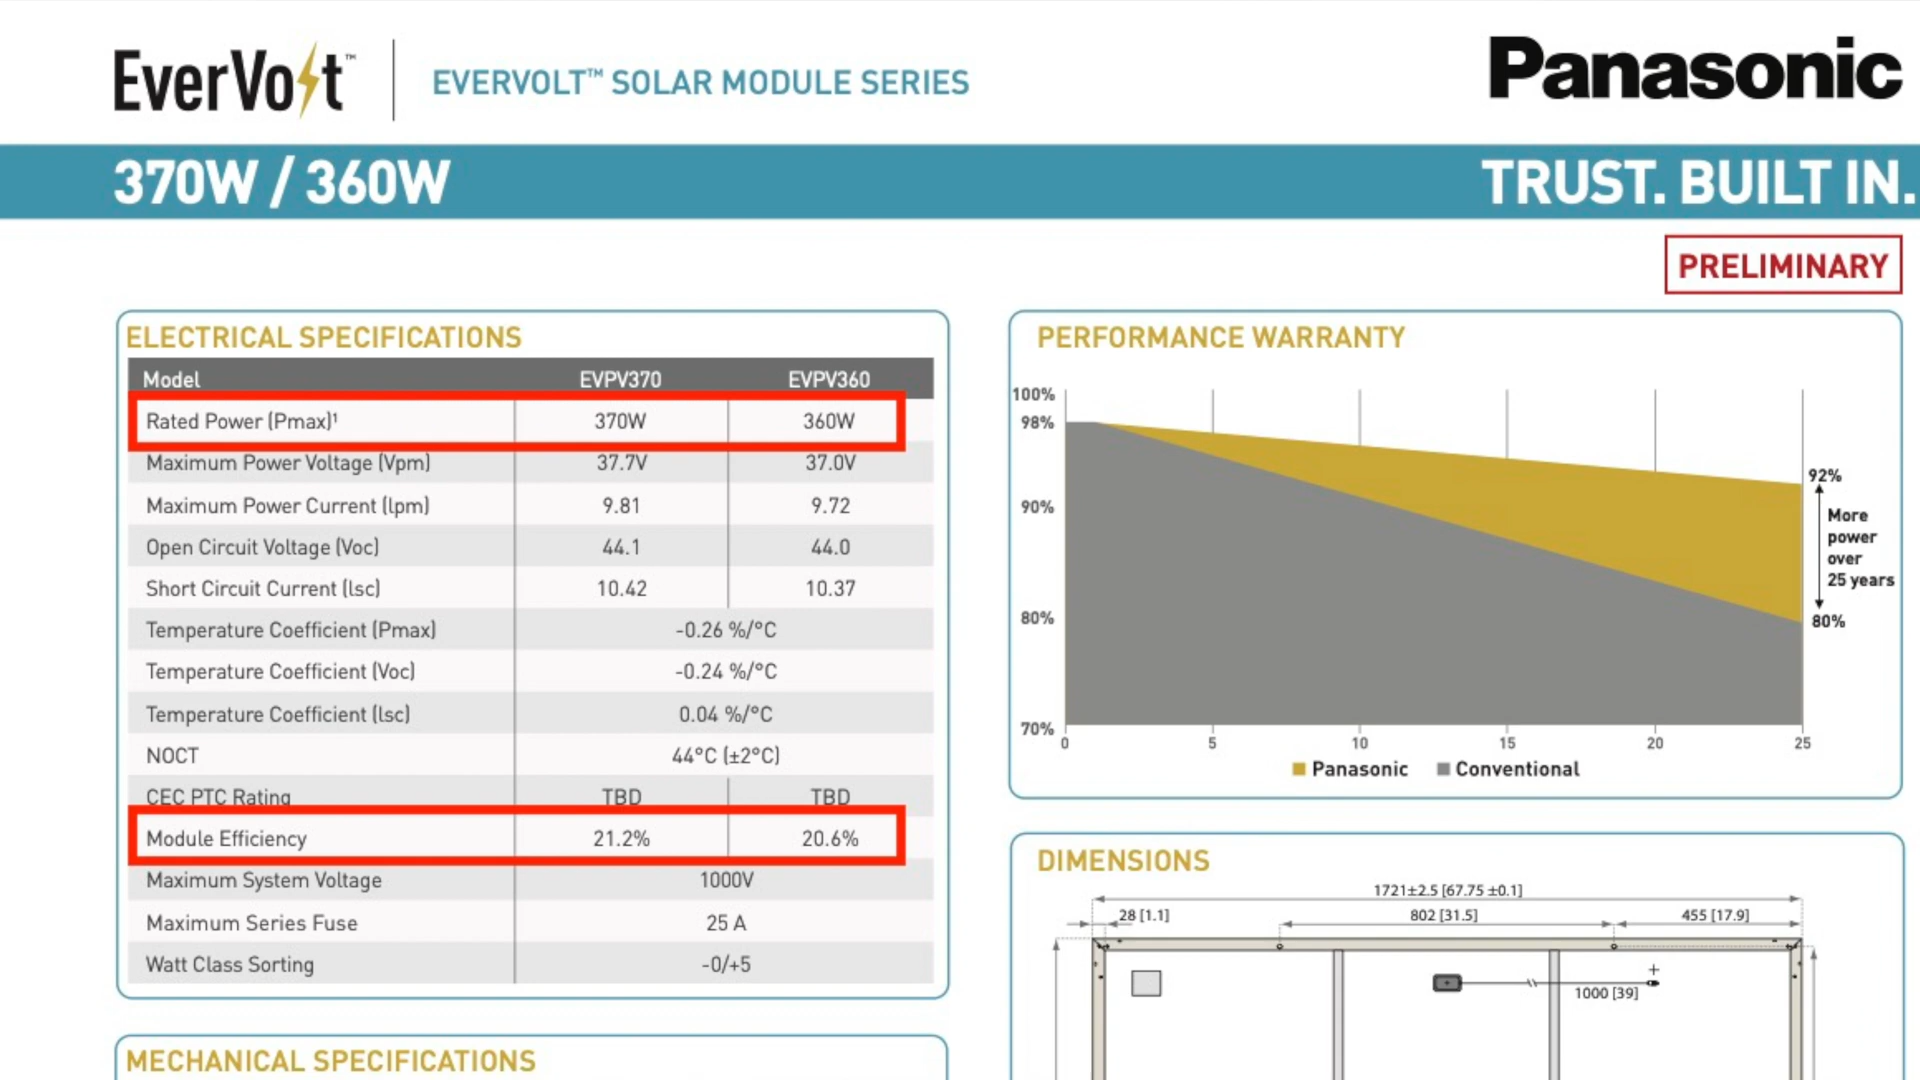 EverVolt™
EVERVOLT™ SOLAR MODULE SERIES
Panasonic
370W / 360W
TRUST. BUILT IN.
PRELIMINARY
ELECTRICAL SPECIFICATIONS
Model EVPV370 EVPV360
Rated Power (Pmax)¹ 370W 360W
Maximum Power Voltage (Vpm) 37.7V 37.0V
Maximum Power Current (Ipm) 9.81 9.72
Open Circuit Voltage (Voc) 44.1 44.0
Short Circuit Current (Isc) 10.42 10.37
Temperature Coefficient (Pmax) -0.26 %/°C
Temperature Coefficient (Voc) -0.24 %/°C
Temperature Coefficient (Isc) 0.04 %/°C
NOCT 44°C (±2°C)
CEC PTC Rating TBD TBD
Module Efficiency 21.2% 20.6%
Maximum System Voltage 1000V
Maximum Series Fuse 25 A
Watt Class Sorting -0/+5
MECHANICAL SPECIFICATIONS
PERFORMANCE WARRANTY
100%
98%
90%
80%
70%
92%
More
power
over
25 years
80%
0 5 10 15 20 25
Panasonic Conventional
DIMENSIONS
1721±2.5 [67.75 ±0.1]
28 [1.1] 802 [31.5] 455 [17.9]
+
1000 [39]